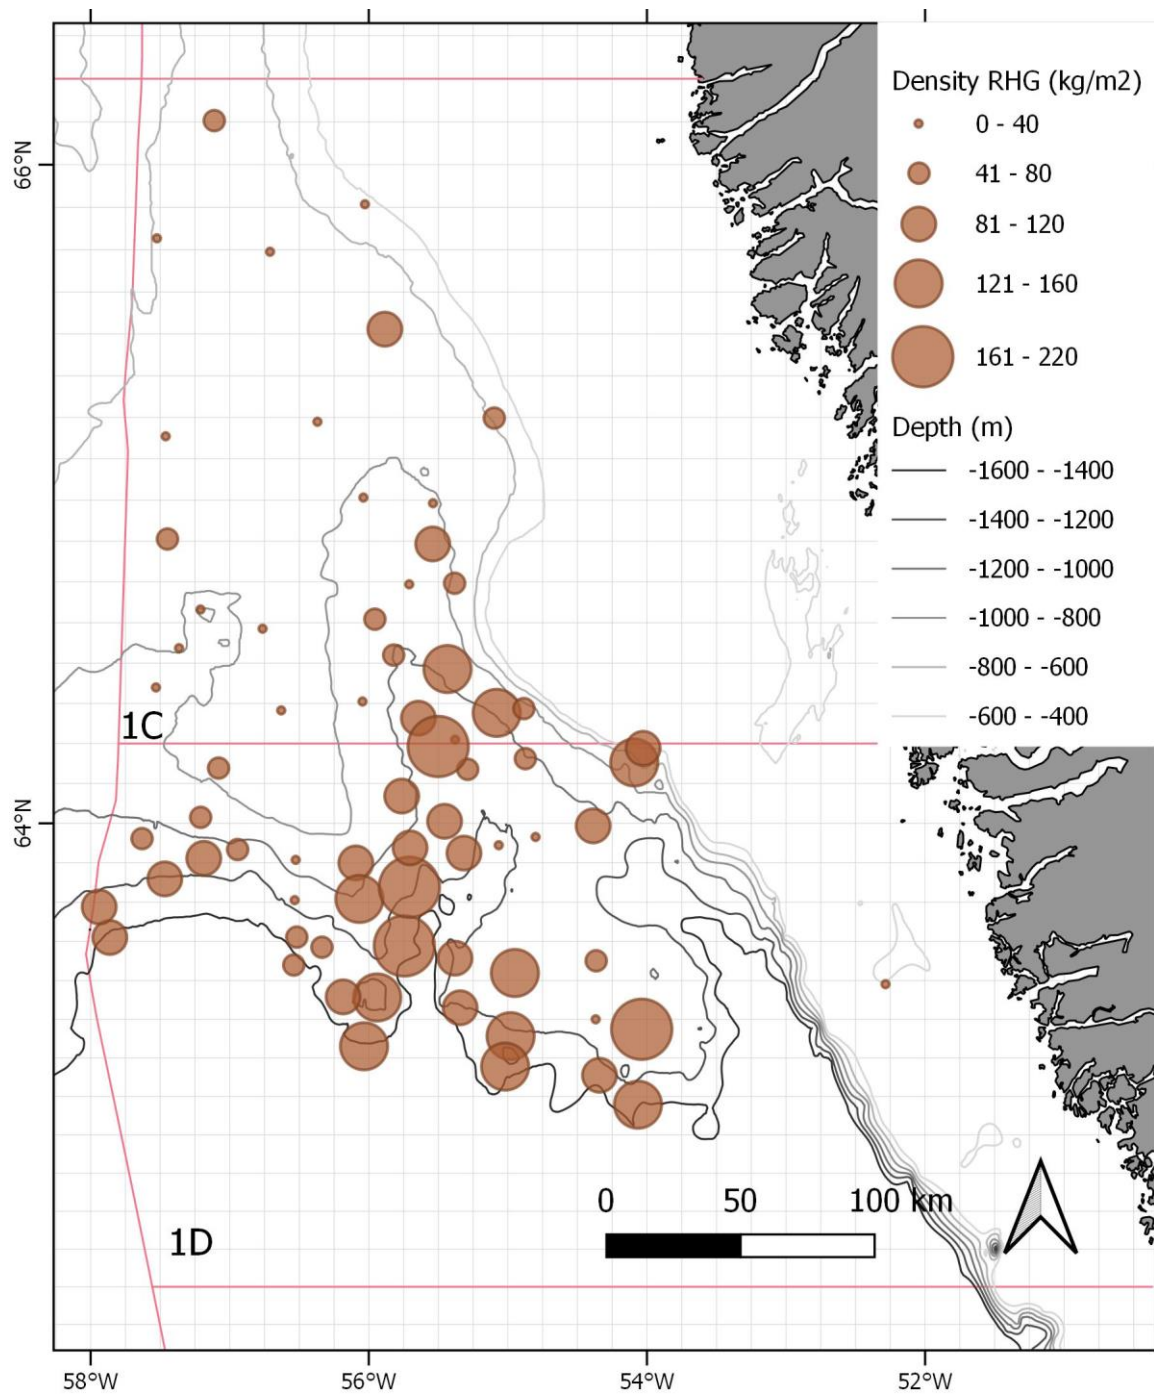 Density RHG (kg/m2)
0 - 40
41 - 80
81 - 120
121 - 160
161 - 220
Depth (m)
-1600 - -1400
-1400 - -1200
-1200 - -1000
-1000 - -800
-800 - -600
-600 - -400
66°N
1C
64°N
0 50 100 km
1D
58°W 56°W 54°W 52°W